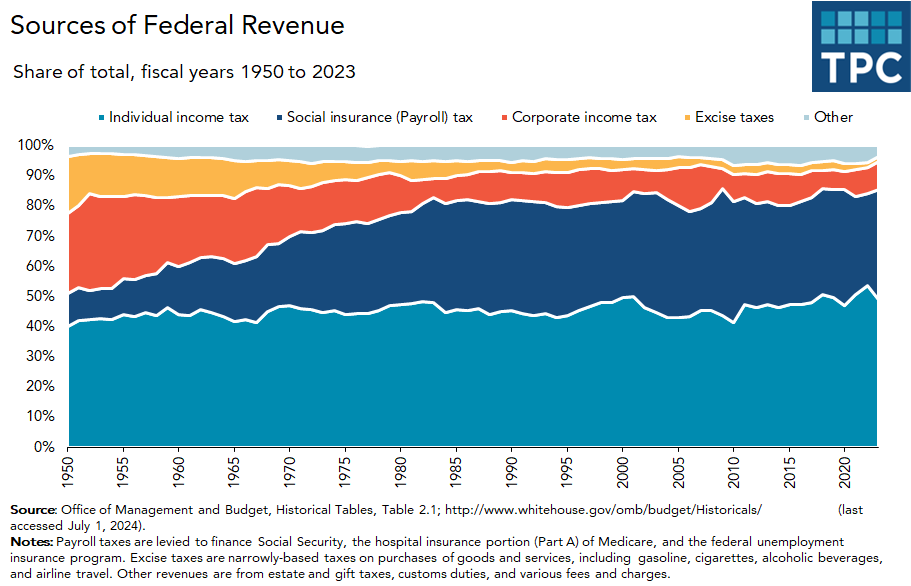 Sources of Federal Revenue
TPC
Share of total, fiscal years 1950 to 2023
Individual income tax Social insurance (Payroll) tax Corporate income tax Excise taxes Other
100%
90%
80%
70%
60%
50%
40%
30%
20%
10%
0%
1950 1955 1960 1965 1970 1975 1980 1985 1990 1995 2000 2005 2010 2015 2020
Source: Office of Management and Budget, Historical Tables, Table 2.1; http://www.whitehouse.gov/omb/budget/Historicals/ (last
accessed July 1, 2024).
Notes: Payroll taxes are levied to finance Social Security, the hospital insurance portion (Part A) of Medicare, and the federal unemployment
insurance program. Excise taxes are narrowly-based taxes on purchases of goods and services, including gasoline, cigarettes, alcoholic beverages,
and airline travel. Other revenues are from estate and gift taxes, customs duties, and various fees and charges.